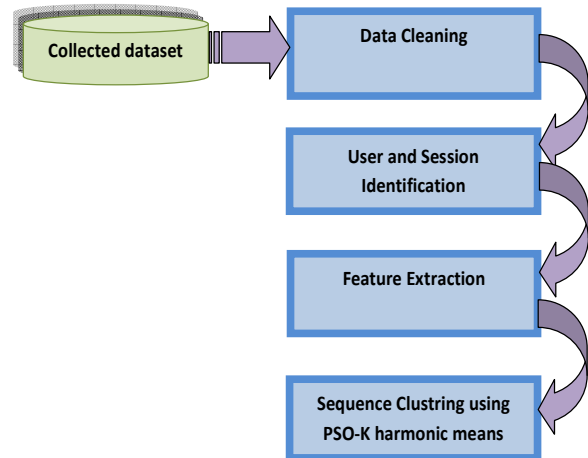 Collected dataset
Data Cleaning
User and Session
Identification
Feature Extraction
Sequence Clustring using
PSO-K harmonic means